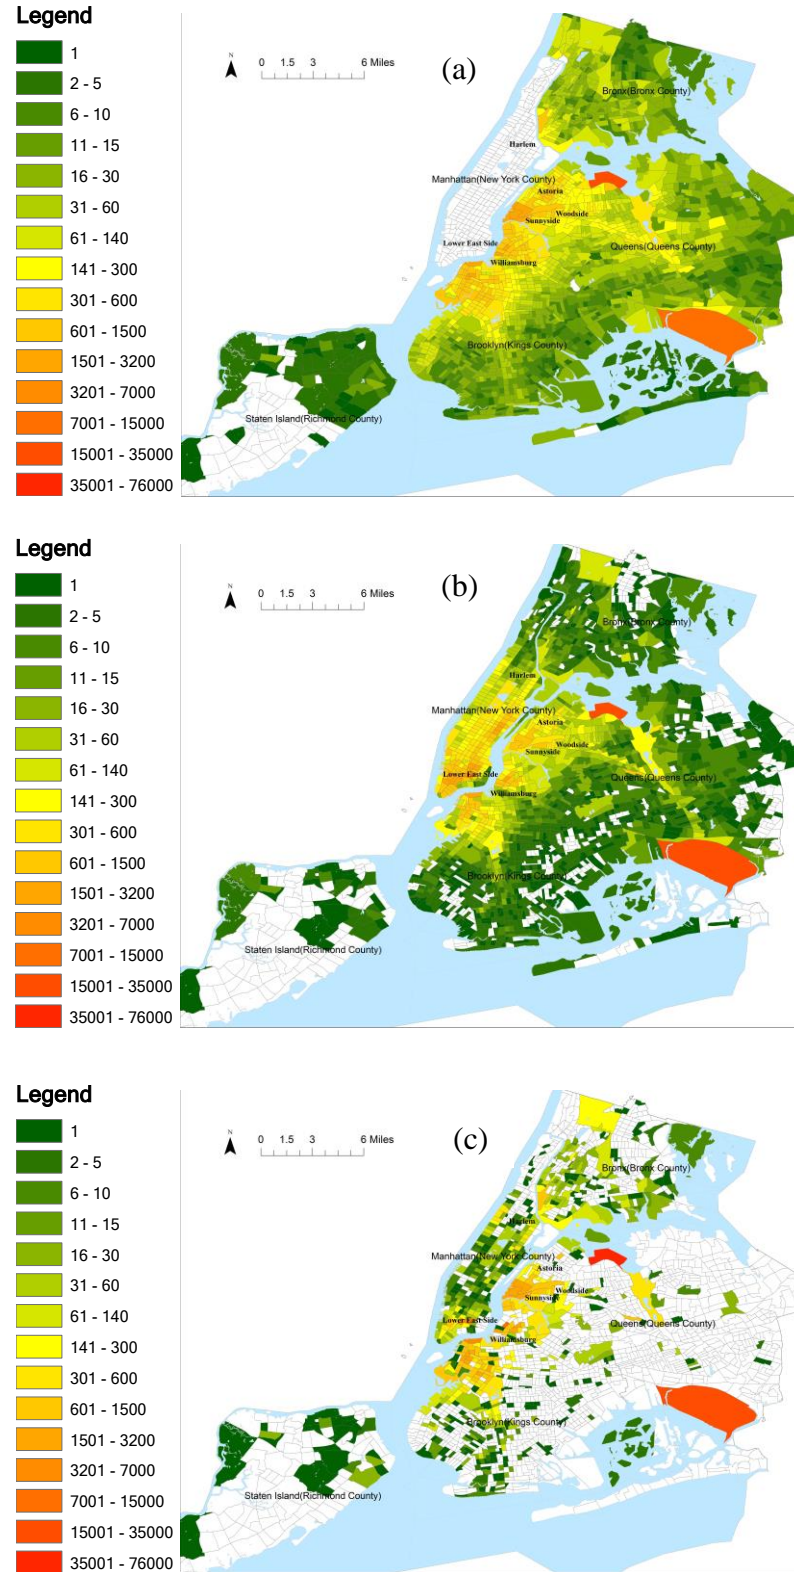 Legend
1
2 - 5
6 - 10
11 - 15
16 - 30
31 - 60
61 - 140
141 - 300
301 - 600
601 - 1500
1501 - 3200
3201 - 7000
7001 - 15000
15001 - 35000
35001 - 76000
N
0 1.5 3 6 Miles
(a)
Bronx(Bronx County)
Harlem
Manhattan(New York County)
Astoria
Woodside
Sunnyside
Lower East Side
Queens(Queens County)
Williamsburg
Brooklyn(Kings County)
Staten Island(Richmond County)
Legend
1
2 - 5
6 - 10
11 - 15
16 - 30
31 - 60
61 - 140
141 - 300
301 - 600
601 - 1500
1501 - 3200
3201 - 7000
7001 - 15000
15001 - 35000
35001 - 76000
N
0 1.5 3 6 Miles
(b)
Bronx(Bronx County)
Harlem
Manhattan(New York County)
Astoria
Woodside
Sunnyside
Lower East Side
Queens(Queens County)
Williamsburg
Brooklyn(Kings County)
Staten Island(Richmond County)
Legend
1
2 - 5
6 - 10
11 - 15
16 - 30
31 - 60
61 - 140
141 - 300
301 - 600
601 - 1500
1501 - 3200
3201 - 7000
7001 - 15000
15001 - 35000
35001 - 76000
N
0 1.5 3 6 Miles
(c)
Bronx(Bronx County)
Harlem
Manhattan(New York County)
Astoria
Woodside
Sunnyside
Lower East Side
Queens(Queens County)
Williamsburg
Brooklyn(Kings County)
Staten Island(Richmond County)